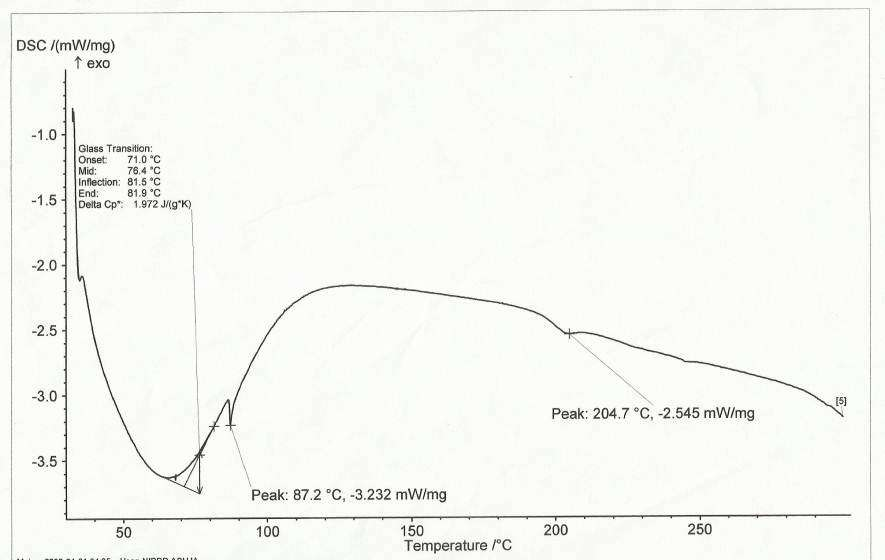 DSC /(mW/mg)
↑ exo
-1.0
Glass Transition:
Onset: 71.0 °C
Mid: 76.4 °C
Inflection: 81.5 °C
End: 81.9 °C
Delta Cp*: 1.972 J/(g*K)
-1.5
-2.0
-2.5
-3.0
[5]
Peak: 204.7 °C, -2.545 mW/mg
-3.5
Peak: 87.2 °C, -3.232 mW/mg
50 100 150 200 250
Temperature /°C